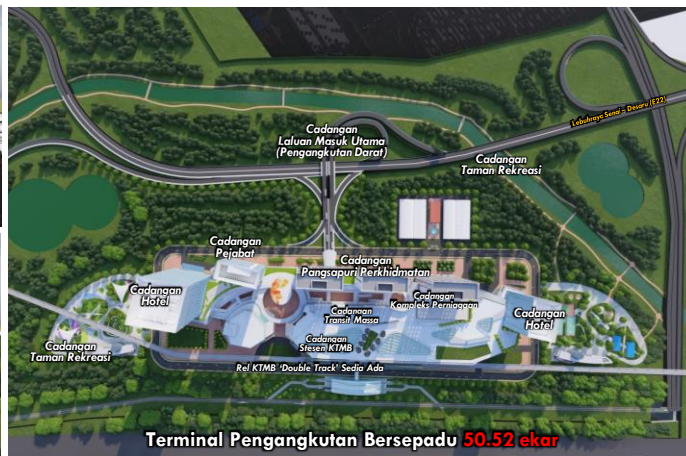 Lebuhraya Senai - Desaru (E22)
Cadangan
Laluan Masuk Utama
(Pengangkutan Darat)
Cadangan
Taman Rekreasi
Cadangan
Pejabat
Cadangan
Pangsapuri Perkhidmatan
Cadangan
Hotel
Cadangan
Kompleks Perniagaan
Cadangan
Transit Massa
Cadangan
Hotel
Cadangan
Stesen KTMB
Cadangan
Taman Rekreasi
Rel KTMB 'Double Track' Sedia Ada
Terminal Pengangkutan Bersepadu 50.52 ekar